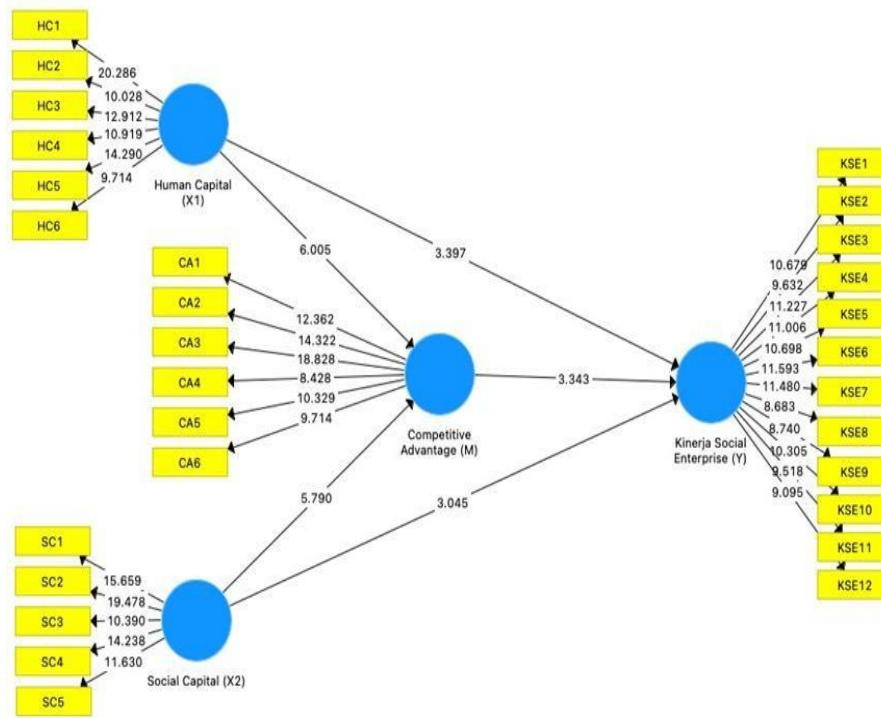 HC1
HC2
HC3
HC4
HC5
HC6
20.286
10.028
12.912
10.919
14.290
9.714
Human Capital
(X1)
6.005
3.397
CA1
CA2
CA3
CA4
CA5
CA6
12.362
14.322
18.828
8.428
10.329
9.714
Competitive
Advantage (M)
3.343
5.790
3.045
SC1
SC2
SC3
SC4
SC5
15.659
19.478
10.390
14.238
11.630
Social Capital (X2)
Kinerja Social
Enterprise (Y)
10.679
9.632
11.227
11.006
10.698
11.593
11.480
8.683
8.740
10.305
9.518
9.095
KSE1
KSE2
KSE3
KSE4
KSE5
KSE6
KSE7
KSE8
KSE9
KSE10
KSE11
KSE12